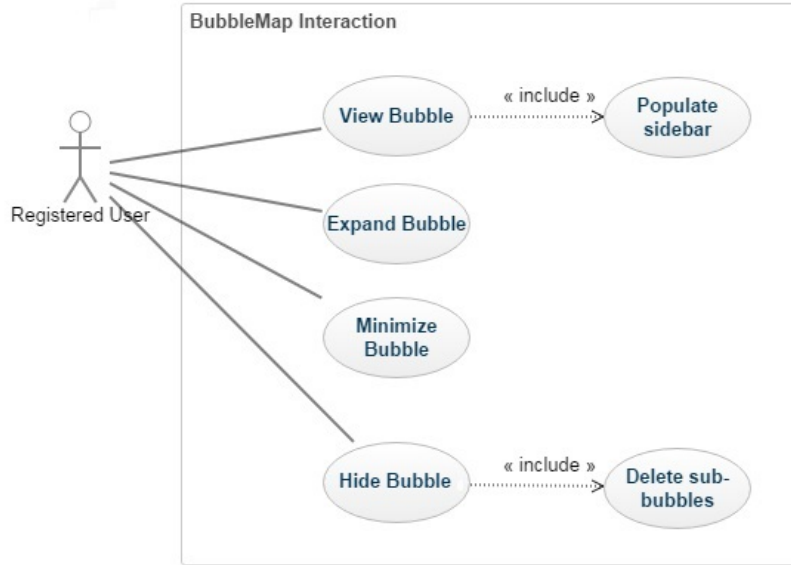 BubbleMap Interaction
View Bubble
« include »
Populate
sidebar
Registered User
Expand Bubble
Minimize
Bubble
Hide Bubble
« include »
Delete sub-
bubbles